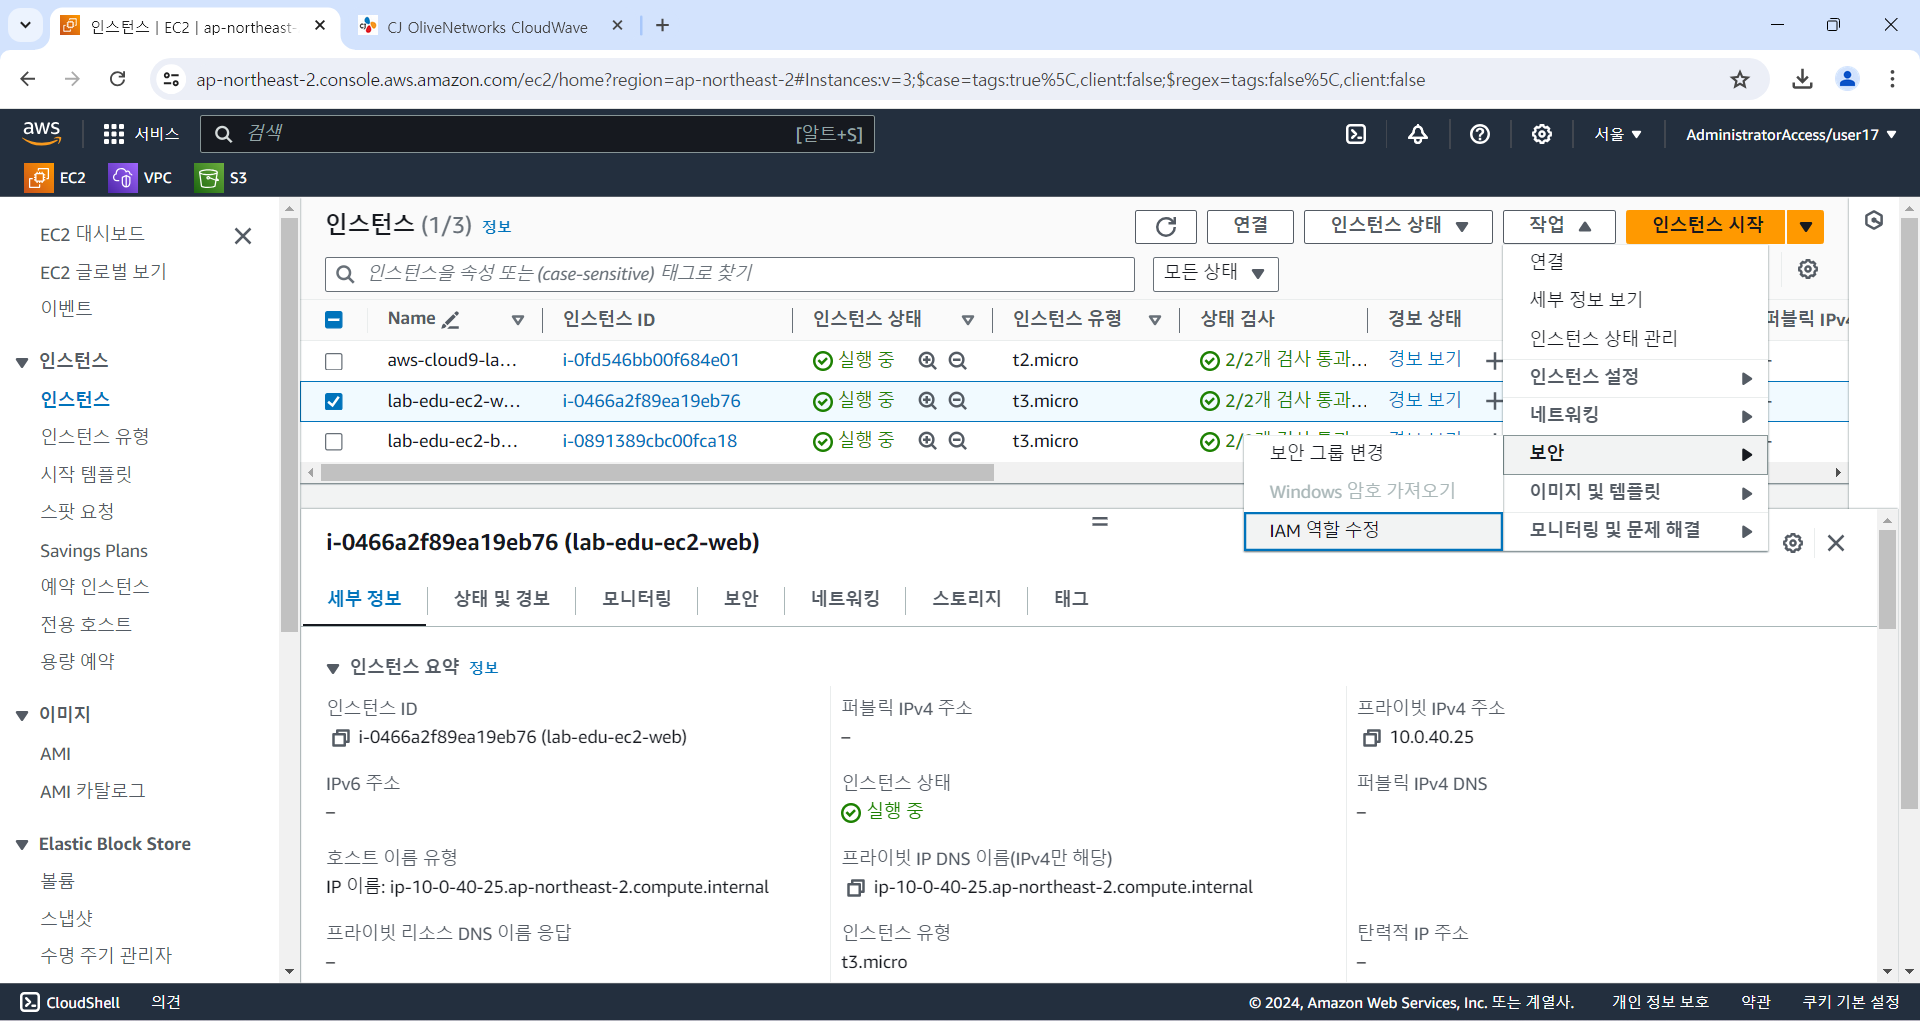 인스턴스 | EC2 | ap-northeast-
CJ OliveNetworks CloudWave
ap-northeast-2.console.aws.amazon.com/ec2/home?region=ap-northeast-2#Instances:v=3;$case=tags:true%5C,client:false;$regex=tags:false%5C,client:false
aws
서비스
검색
[알트+S]
서울
AdministratorAccess/user17
EC2
VPC
S3
EC2 대시보드
EC2 글로벌 보기
이벤트
인스턴스
인스턴스
인스턴스 유형
시작 템플릿
스팟 요청
Savings Plans
예약 인스턴스
전용 호스트
용량 예약
이미지
AMI
AMI 카탈로그
Elastic Block Store
볼륨
스냅샷
수명 주기 관리자
인스턴스 (1/3) 정보
연결
인스턴스 상태
작업
인스턴스 시작
인스턴스을 속성 또는 (case-sensitive) 태그로 찾기
모든 상태
Name 인스턴스 ID 인스턴스 상태 인스턴스 유형 상태 검사 경보 상태 퍼블릭 IPv4
aws-cloud9-la... i-0fd546bb00f684e01 실행 중 t2.micro 2/2개 검사 통과... 경보 보기 –
lab-edu-ec2-w... i-0466a2f89ea19eb76 실행 중 t3.micro 2/2개 검사 통과... 경보 보기 –
lab-edu-ec2-b... i-0891389cbc00fca18 실행 중 t3.micro –
연결
세부 정보 보기
인스턴스 상태 관리
인스턴스 설정
네트워킹
보안
이미지 및 템플릿
모니터링 및 문제 해결
보안 그룹 변경
Windows 암호 가져오기
IAM 역할 수정
i-0466a2f89ea19eb76 (lab-edu-ec2-web)
세부 정보
상태 및 경보
모니터링
보안
네트워킹
스토리지
태그
인스턴스 요약 정보
인스턴스 ID
i-0466a2f89ea19eb76 (lab-edu-ec2-web)
퍼블릭 IPv4 주소
–
프라이빗 IPv4 주소
10.0.40.25
IPv6 주소
–
인스턴스 상태
실행 중
퍼블릭 IPv4 DNS
–
호스트 이름 유형
IP 이름: ip-10-0-40-25.ap-northeast-2.compute.internal
프라이빗 IP DNS 이름(IPv4만 해당)
ip-10-0-40-25.ap-northeast-2.compute.internal
프라이빗 리소스 DNS 이름 응답
–
인스턴스 유형
t3.micro
탄력적 IP 주소
–
CloudShell
의견
© 2024, Amazon Web Services, Inc. 또는 계열사.
개인 정보 보호
약관
쿠키 기본 설정